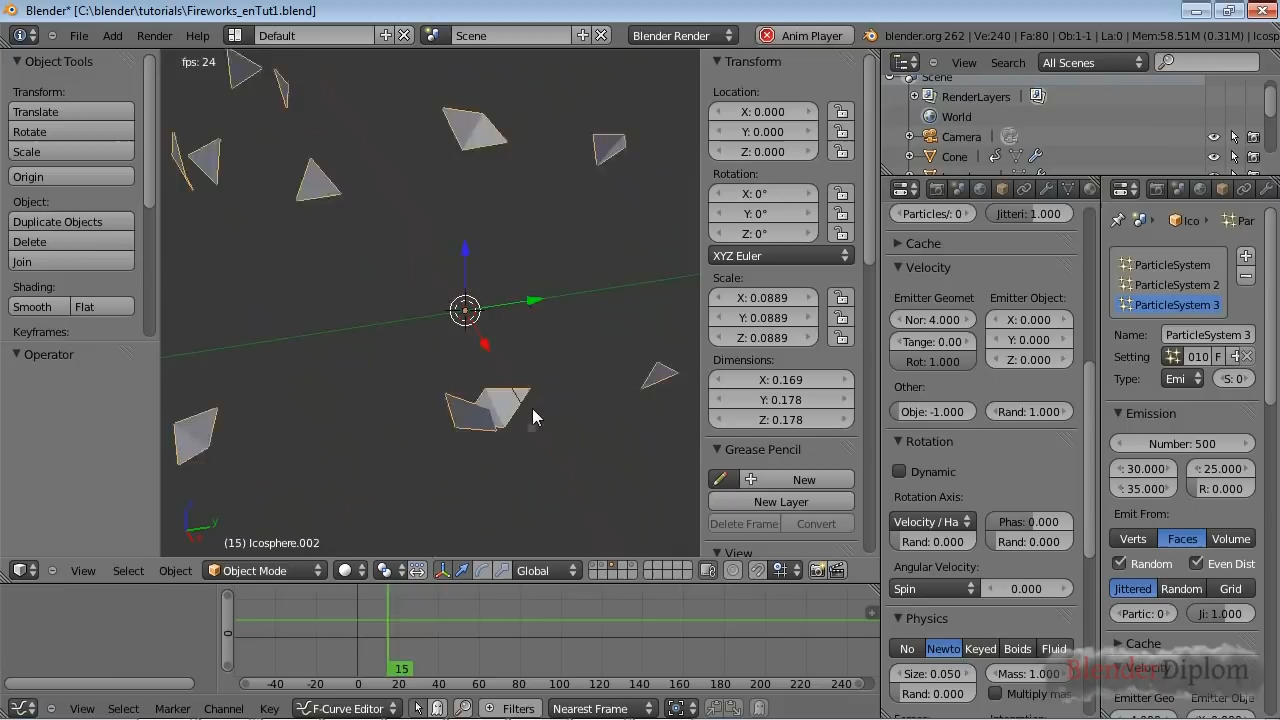 Blender* [C:\blender\tutorials\Fireworks_enTut1.blend]
File Add Render Help Default Scene Blender Render Anim Player blender.org 262 | Ve:240 | Fa:80 | Ob:1-1 | La:0 | Mem:58.51M (0.31M) | Icosp
Object Tools
Transform:
Translate
Rotate
Scale
Origin
Object:
Duplicate Objects
Delete
Join
Shading:
Smooth Flat
Keyframes:
Operator
fps: 24
y
(15) Icosphere.002
Transform
Location:
X: 0.000
Y: 0.000
Z: 0.000
Rotation:
X: 0°
Y: 0°
Z: 0°
XYZ Euler
Scale:
X: 0.0889
Y: 0.0889
Z: 0.0889
Dimensions:
X: 0.169
Y: 0.178
Z: 0.178
Grease Pencil
New
New Layer
Delete Frame Convert
View
View Search All Scenes
Scene
RenderLayers
World
Camera
Cone
Particles/: 0 Jitteri: 1.000
Cache
Velocity
Emitter Geomet Emitter Object:
Nor: 4.000 X: 0.000
Tange: 0.00 Y: 0.000
Rot: 1.000 Z: 0.000
Other:
Obje: -1.000 Rand: 1.000
Rotation
Dynamic
Rotation Axis:
Velocity / Ha Phas: 0.000
Rand: 0.000 Rand: 0.000
Angular Velocity:
Spin 0.000
Physics
No Newto Keyed Boids Fluid
Size: 0.050 Mass: 1.000
Rand: 0.000 Multiply mas
Ico Par
ParticleSystem
ParticleSystem 2
ParticleSystem 3
Name: ParticleSystem 3
Setting 010 F
Type: Emi S: 0
Emission
Number: 500
30.000 25.000
35.000 R: 0.000
Emit From:
Verts Faces Volume
Random Even Dist
Jittered Random Grid
Partic: 0 Ji: 1.000
Cache
Velocity
Emitter Geo Emitter Obje
BlenderDiplom
View Select Object Object Mode Global
0
15
-40 -20 0 20 40 60 80 100 120 140 160 180 200 220 240
View Select Marker Channel Key F-Curve Editor Filters Nearest Frame